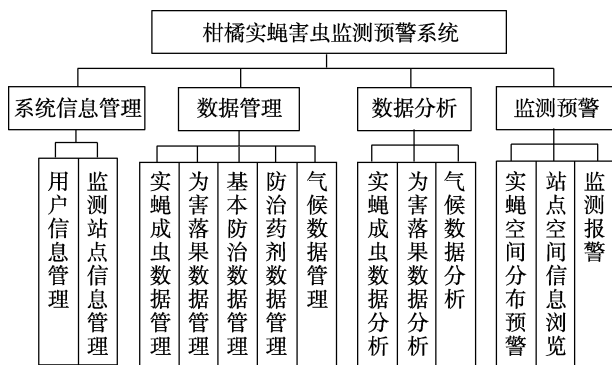 柑橘实蝇害虫监测预警系统
系统信息管理
数据管理
数据分析
监测预警
用户信息管理
监测站点信息管理
实蝇成虫数据管理
为害落果数据管理
基本防治数据管理
防治药剂数据管理
气候数据管理
实蝇成虫数据分析
为害落果数据分析
气候数据分析
实蝇空间分布预警
站点空间信息浏览
监测报警